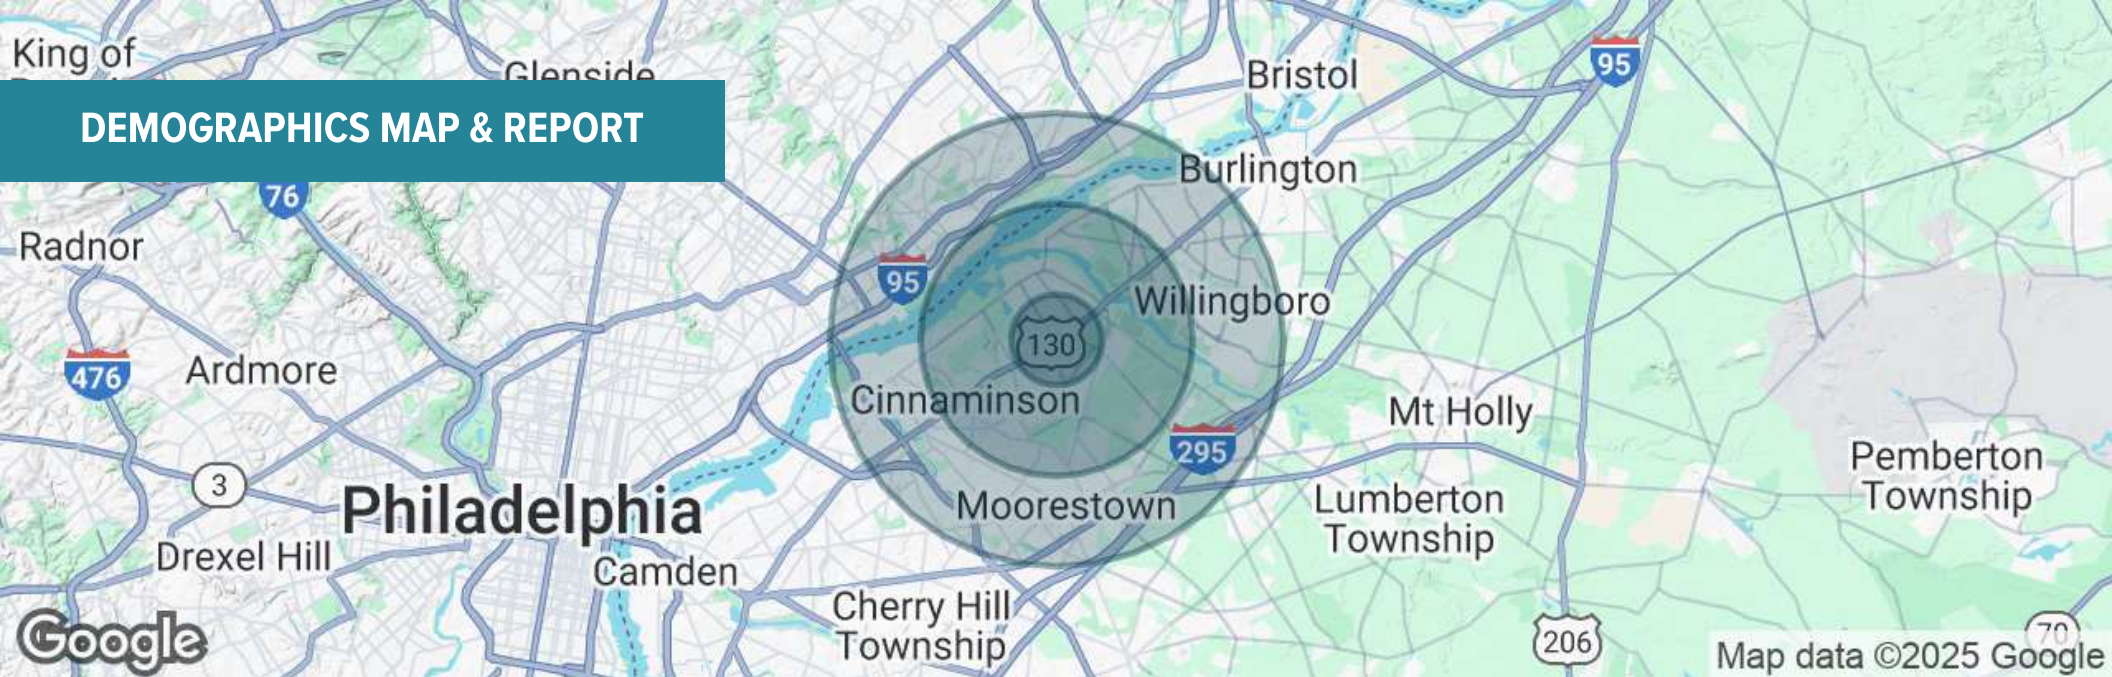 King of
Glenside
Bristol
95
DEMOGRAPHICS MAP & REPORT
Burlington
76
Radnor
95
Willingboro
130
476
Ardmore
Cinnaminson
Mt Holly
295
Pemberton
Township
3
Philadelphia
Moorestown
Lumberton
Township
Drexel Hill
Camden
Cherry Hill
Township
Google
206
70
Map data ©2025 Google